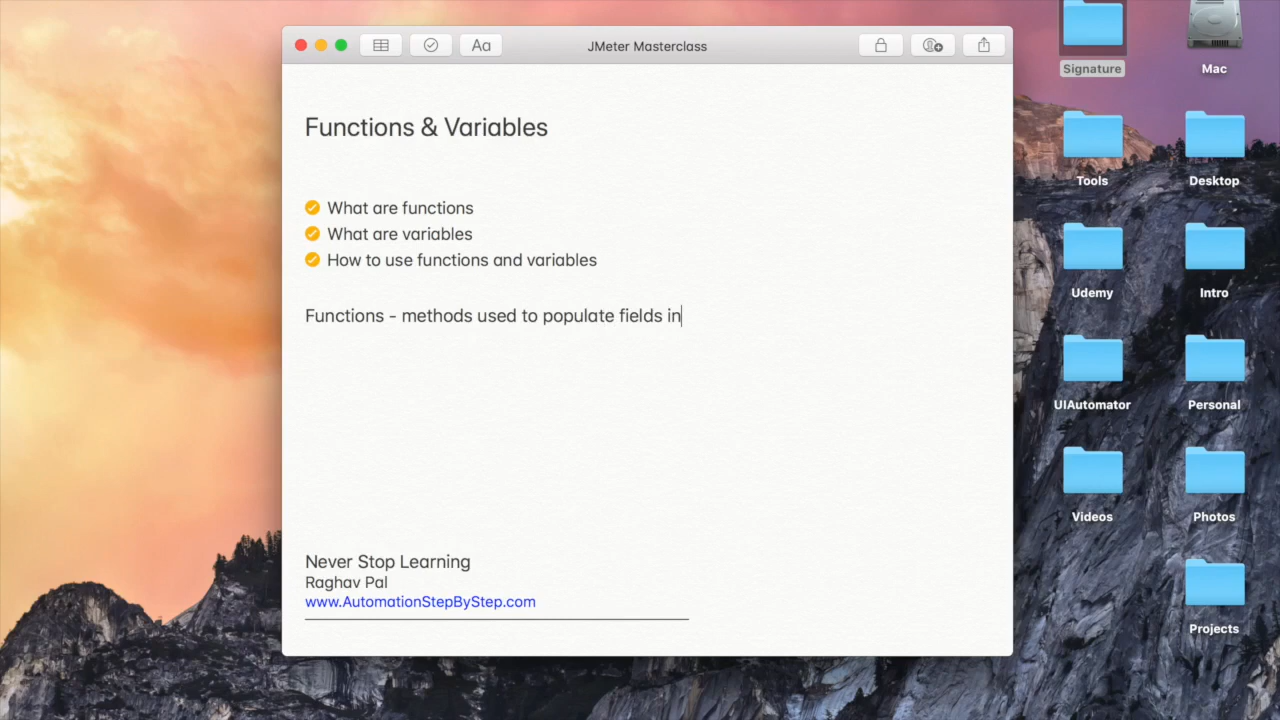 Aa
JMeter Masterclass
Functions & Variables
What are functions
What are variables
How to use functions and variables
Functions - methods used to populate fields in
Never Stop Learning
Raghav Pal
www.AutomationStepByStep.com
Signature
Mac
Tools
Desktop
Udemy
Intro
UIAutomator
Personal
Videos
Photos
Projects